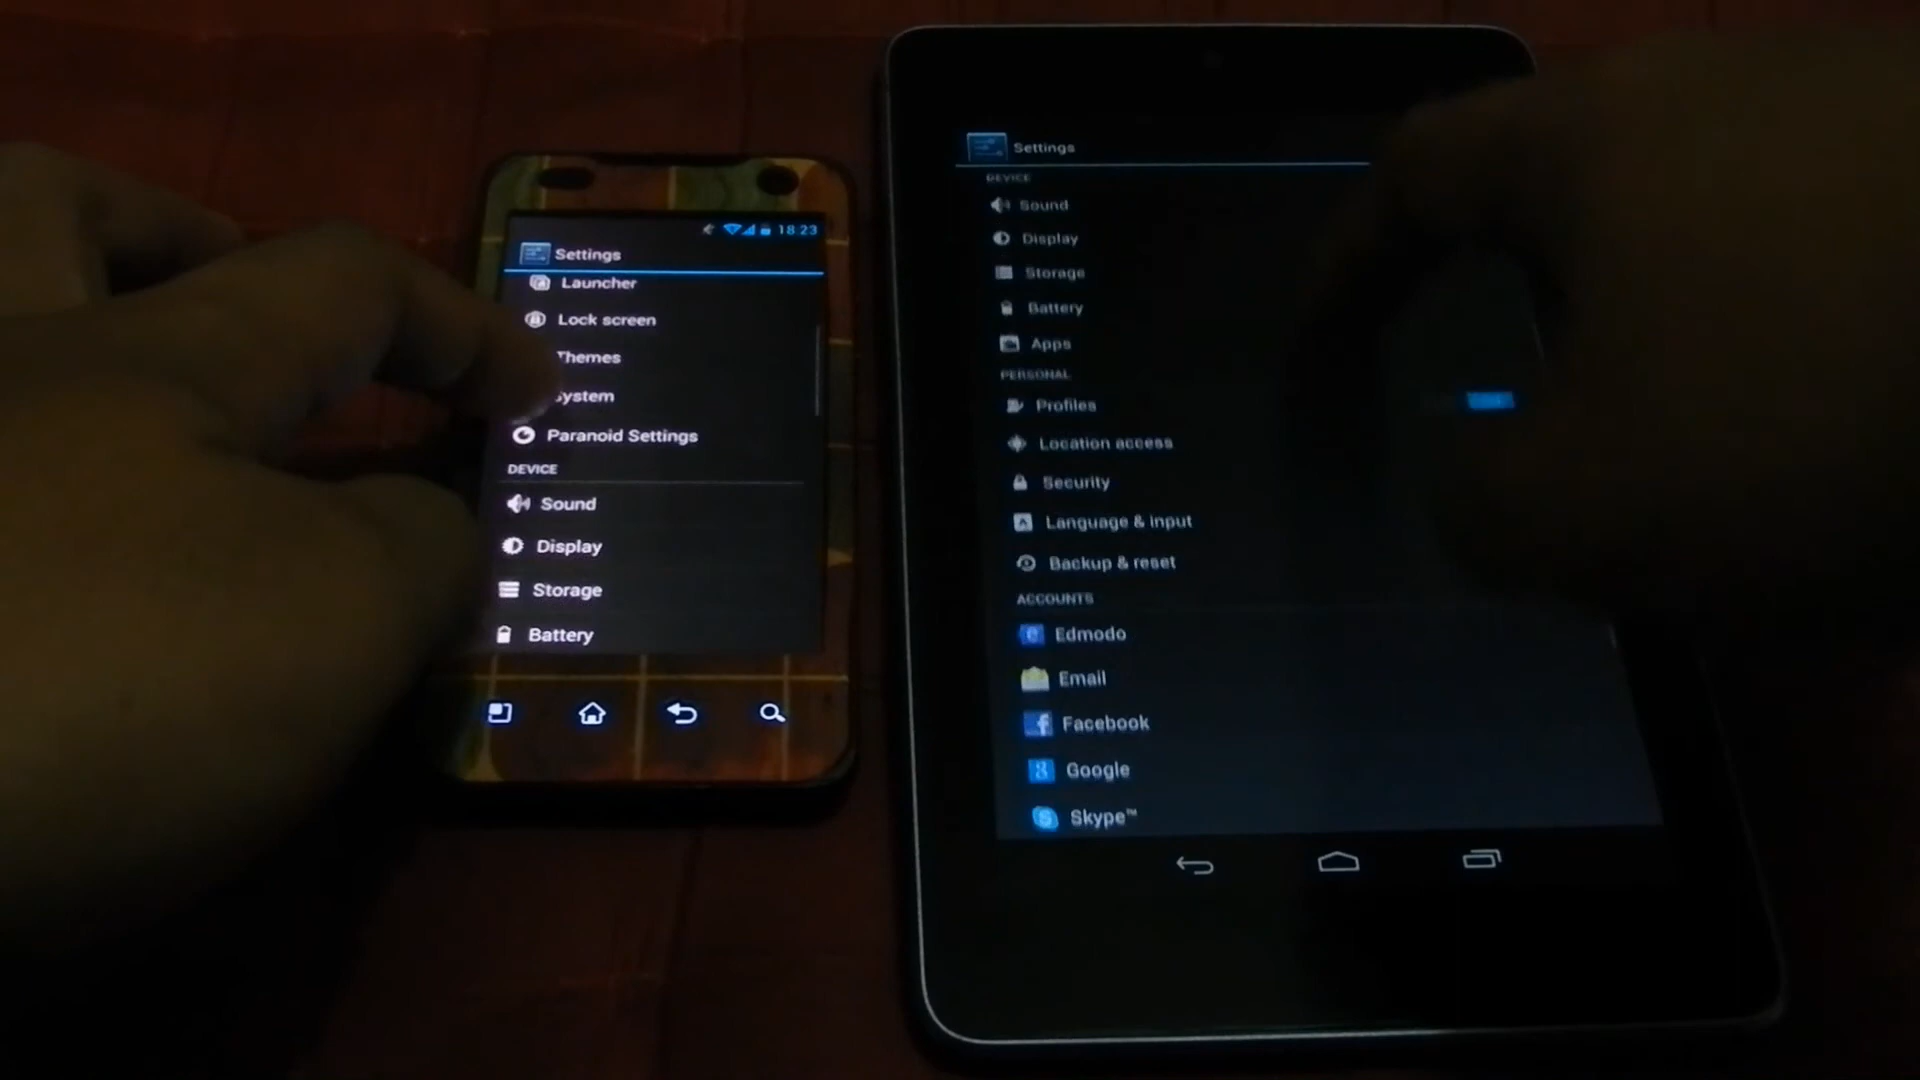 18:23
Settings
Launcher
Lock screen
Themes
System
Paranoid Settings
DEVICE
Sound
Display
Storage
Battery
Settings
DEVICE
Sound
Display
Storage
Battery
Apps
PERSONAL
Profiles
Location access
Security
Language & input
Backup & reset
ACCOUNTS
Edmodo
Email
Facebook
Google
Skype™